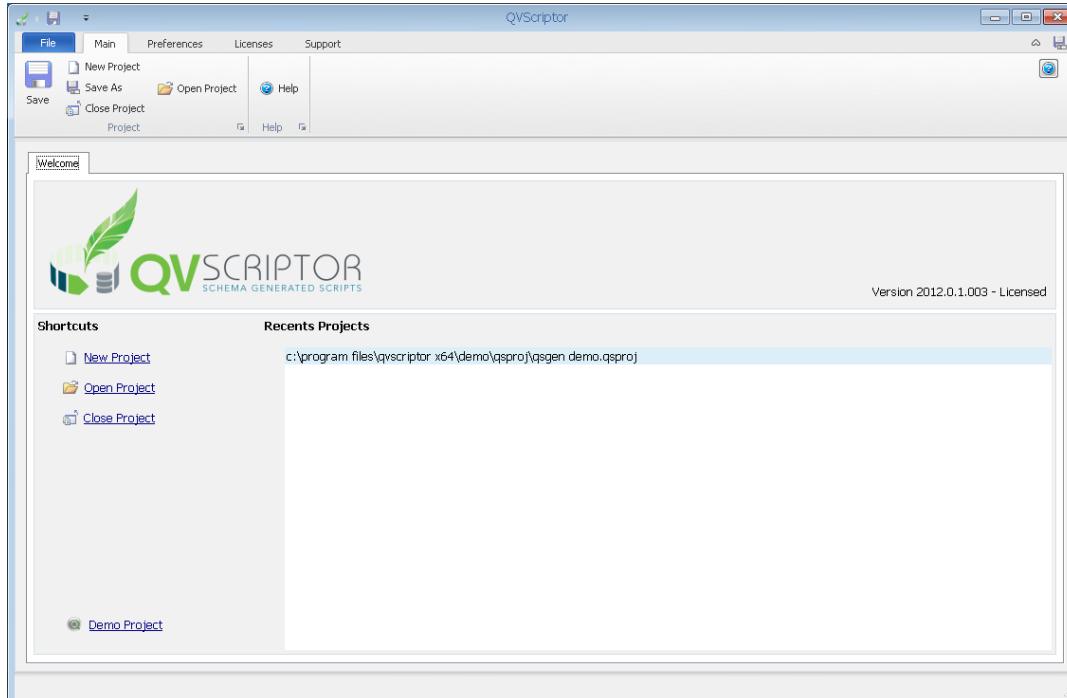 QVScriptor
File Main Preferences Licenses Support
Save
New Project
Save As
Close Project
Open Project
Help
Project
Help
Welcome
QVSCRIPTOR
SCHEMA GENERATED SCRIPTS
Version 2012.0.1.003 - Licensed
Shortcuts
New Project
Open Project
Close Project
Demo Project
Recents Projects
c:\program files\qvscriptor x64\demo\qsproj\qsgen demo.qsproj